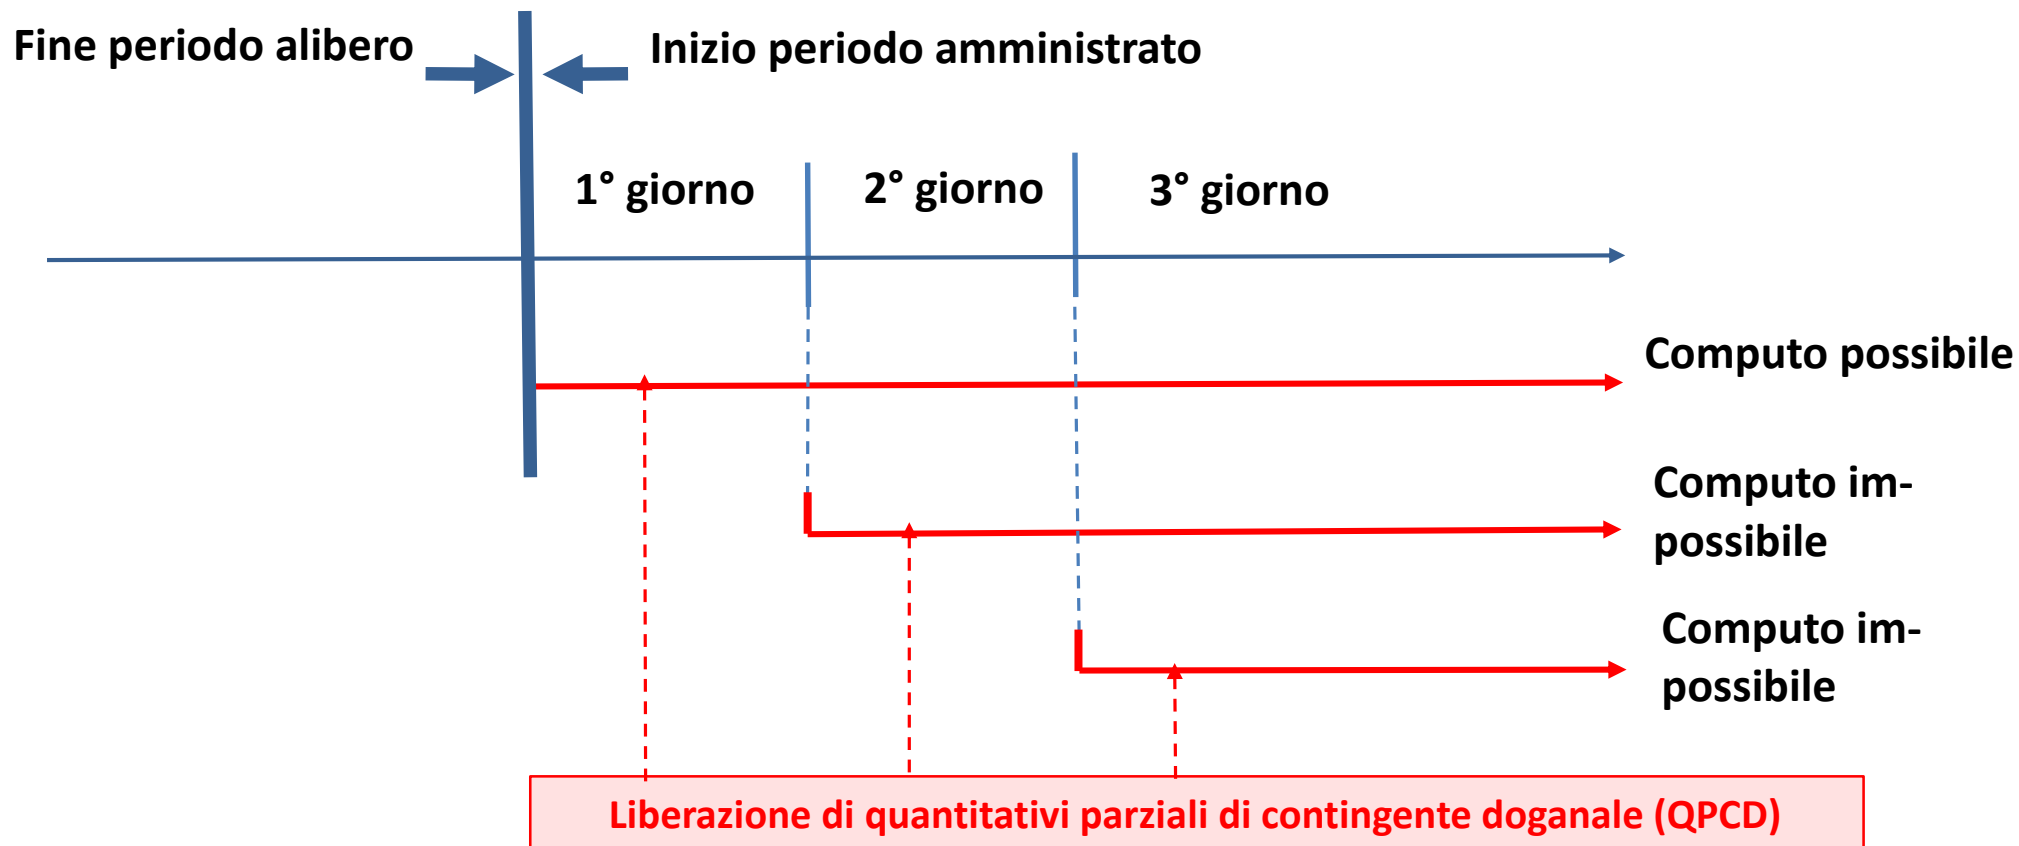 Fine periodo alibero
Inizio periodo amministrato
1° giorno
2° giorno
3° giorno
Computo possibile
Computo im-
possibile
Computo im-
possibile
Liberazione di quantitativi parziali di contingente doganale (QPCD)